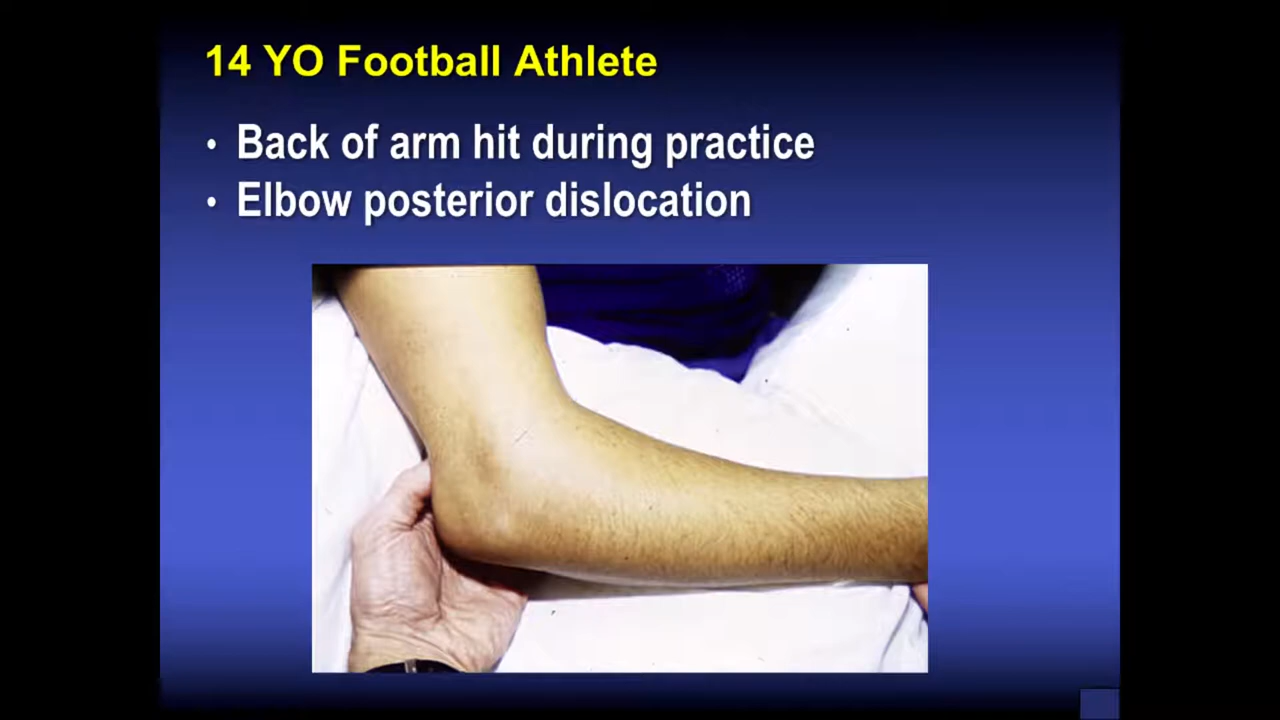 14 YO Football Athlete
• Back of arm hit during practice
• Elbow posterior dislocation